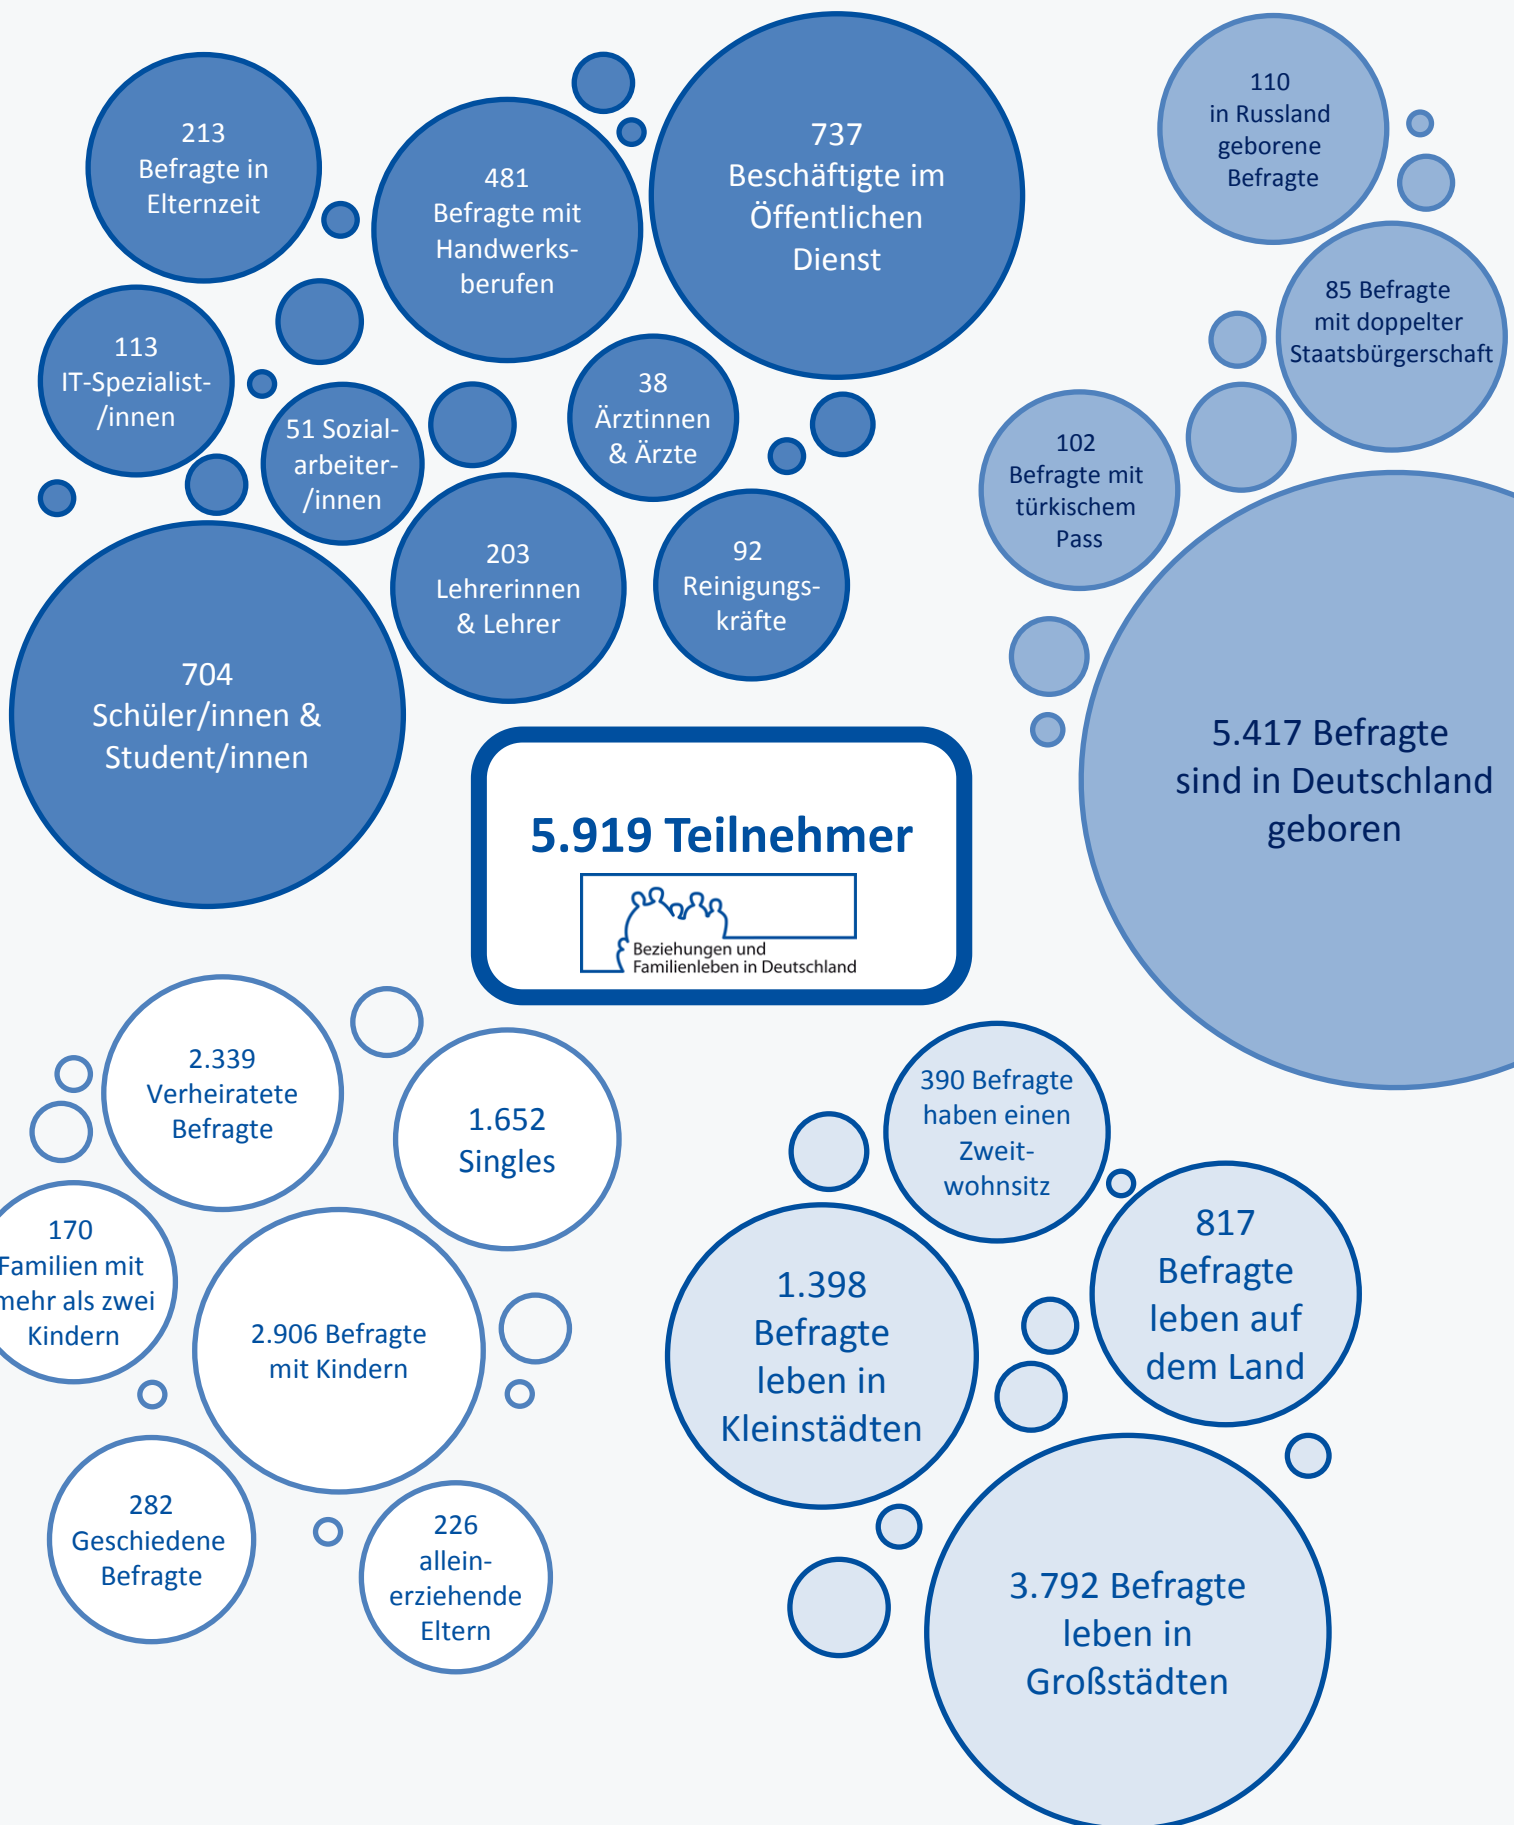 213
Befragte in
Elternzeit
481
Befragte mit
Handwerks-
berufen
737
Beschäftigte im
Öffentlichen
Dienst
110
in Russland
geborene
Befragte
85 Befragte
mit doppelter
Staatsbürgerschaft
113
IT-Spezialist-
/innen
51 Sozial-
arbeiter-
/innen
38
Ärztinnen
& Ärzte
102
Befragte mit
türkischem
Pass
203
Lehrerinnen
& Lehrer
92
Reinigungs-
kräfte
704
Schüler/innen &
Student/innen
5.417 Befragte
sind in Deutschland
geboren
5.919 Teilnehmer
Beziehungen und
Familienleben in Deutschland
2.339
Verheiratete
Befragte
1.652
Singles
170
Familien mit
mehr als zwei
Kindern
2.906 Befragte
mit Kindern
282
Geschiedene
Befragte
226
allein-
erziehende
Eltern
390 Befragte
haben einen
Zweit-
wohnsitz
817
Befragte
leben auf
dem Land
1.398
Befragte
leben in
Kleinstädten
3.792 Befragte
leben in
Großstädten